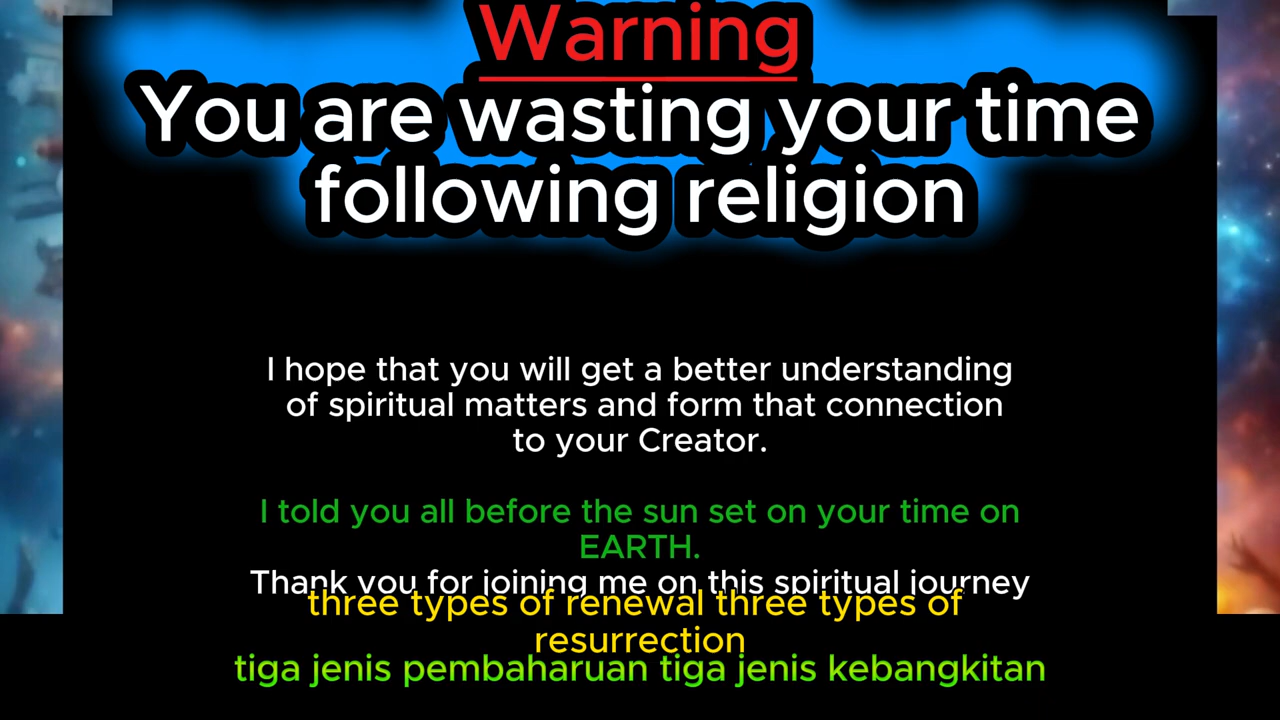 Warning
You are wasting your time
following religion
I hope that you will get a better understanding
of spiritual matters and form that connection
to your Creator.
I told you all before the sun set on your time on
EARTH.
Thank you for joining me on this spiritual journey
three types of renewal three types of
resurrection
tiga jenis pembaharuan tiga jenis kebangkitan